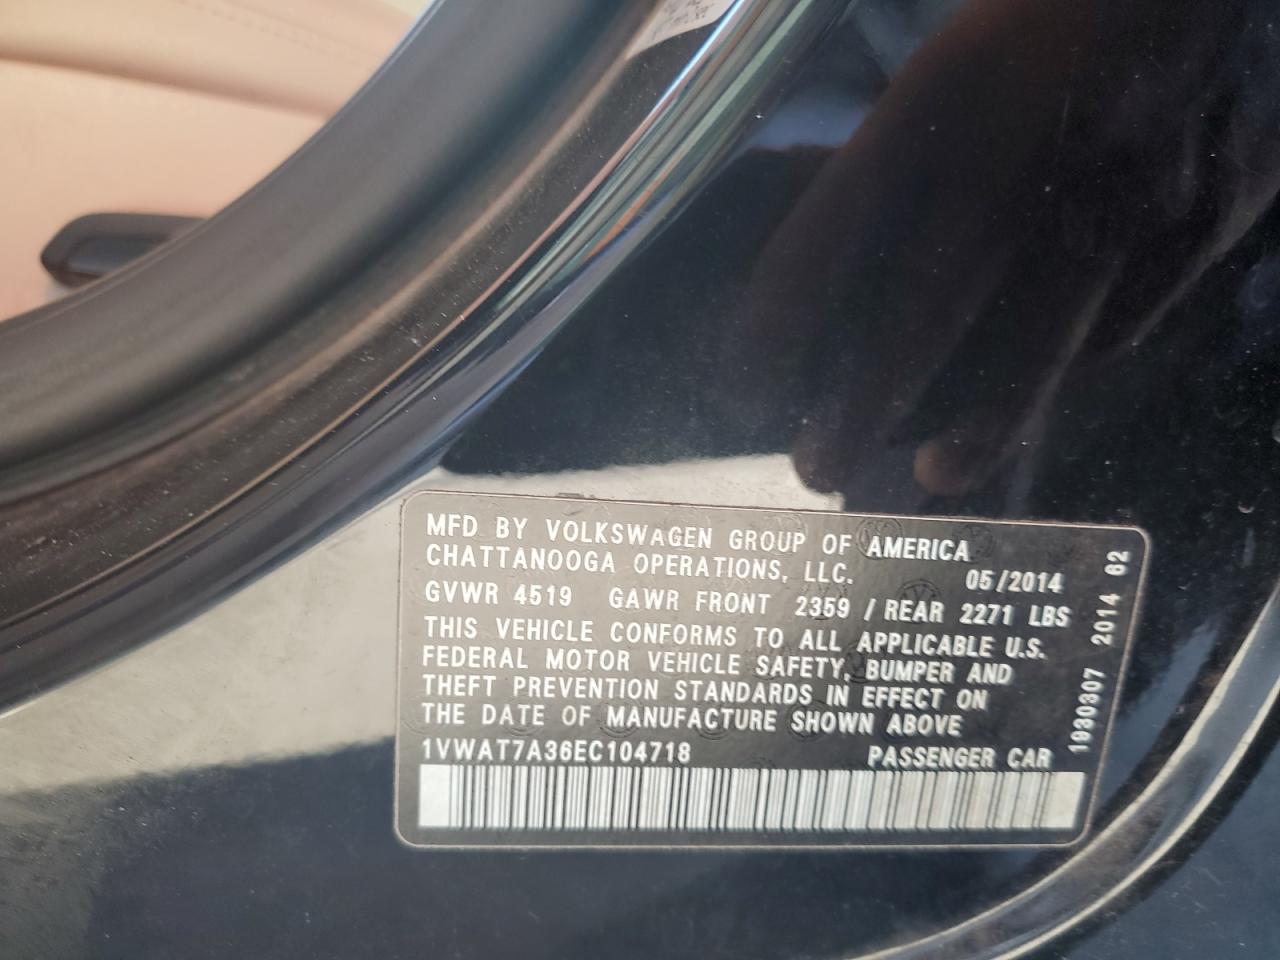 MFD BY VOLKSWAGEN GROUP OF AMERICA
CHATTANOOGA OPERATIONS, LLC.
05/2014
GVWR 4519 GAWR FRONT 2359 / REAR 2271 LBS
THIS VEHICLE CONFORMS TO ALL APPLICABLE U.S.
FEDERAL MOTOR VEHICLE SAFETY, BUMPER AND
THEFT PREVENTION STANDARDS IN EFFECT ON
THE DATE OF MANUFACTURE SHOWN ABOVE
1VWAT7A36EC104718 PASSENGER CAR
1930307 2014 62